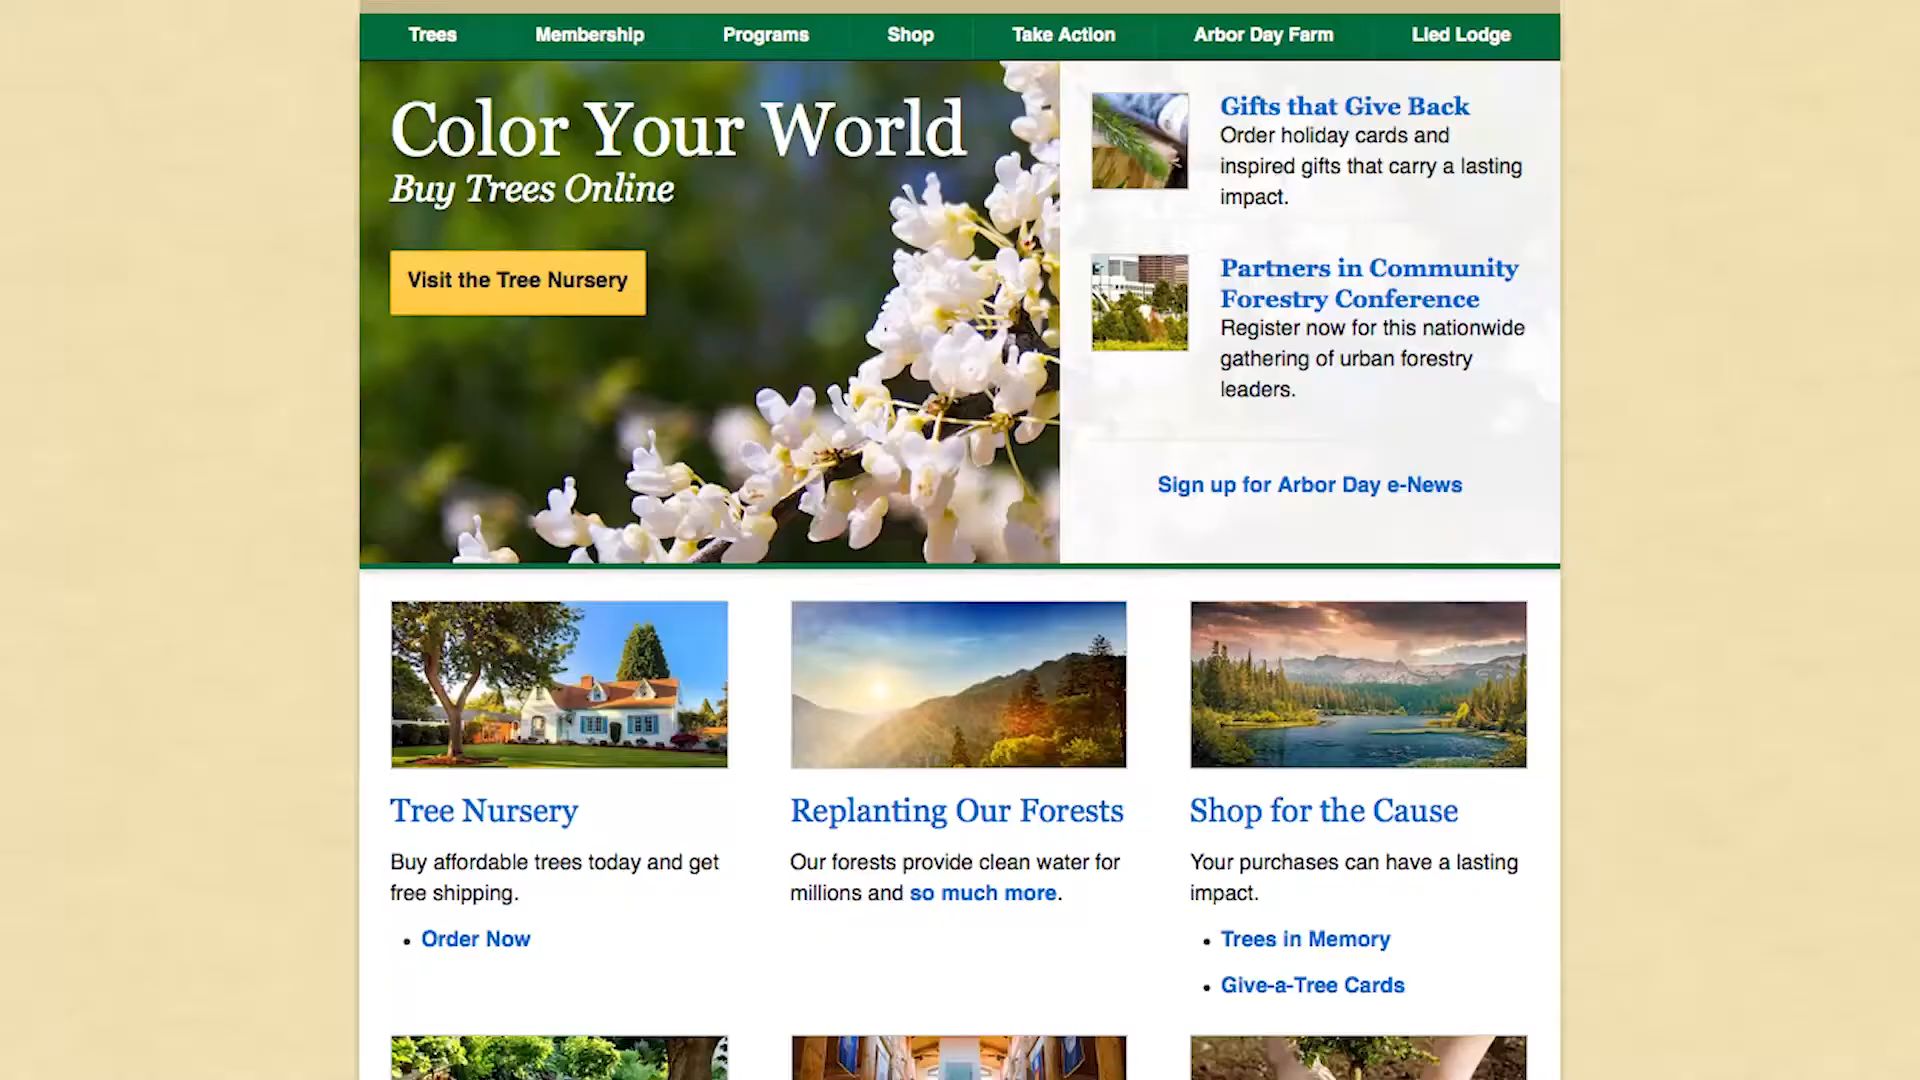 Trees Membership Programs Shop Take Action Arbor Day Farm Lied Lodge
Color Your World
Buy Trees Online
Visit the Tree Nursery
Gifts that Give Back
Order holiday cards and
inspired gifts that carry a lasting
impact.
Partners in Community
Forestry Conference
Register now for this nationwide
gathering of urban forestry
leaders.
Sign up for Arbor Day e-News
Tree Nursery
Buy affordable trees today and get
free shipping.
• Order Now
Replanting Our Forests
Our forests provide clean water for
millions and so much more.
Shop for the Cause
Your purchases can have a lasting
impact.
• Trees in Memory
• Give-a-Tree Cards